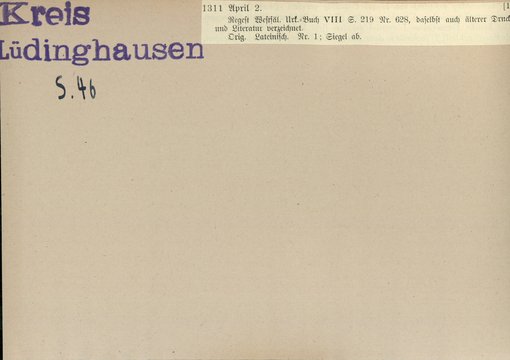 Kreis
Lüdinghausen
S. 46
1311 April 2. [1
Regest Westfäl. Urk.-Buch VIII S. 219 Nr. 628, daselbst auch älterer Druck
und Literatur verzeichnet.
Orig. Lateinisch. Nr. 1; Siegel ab.